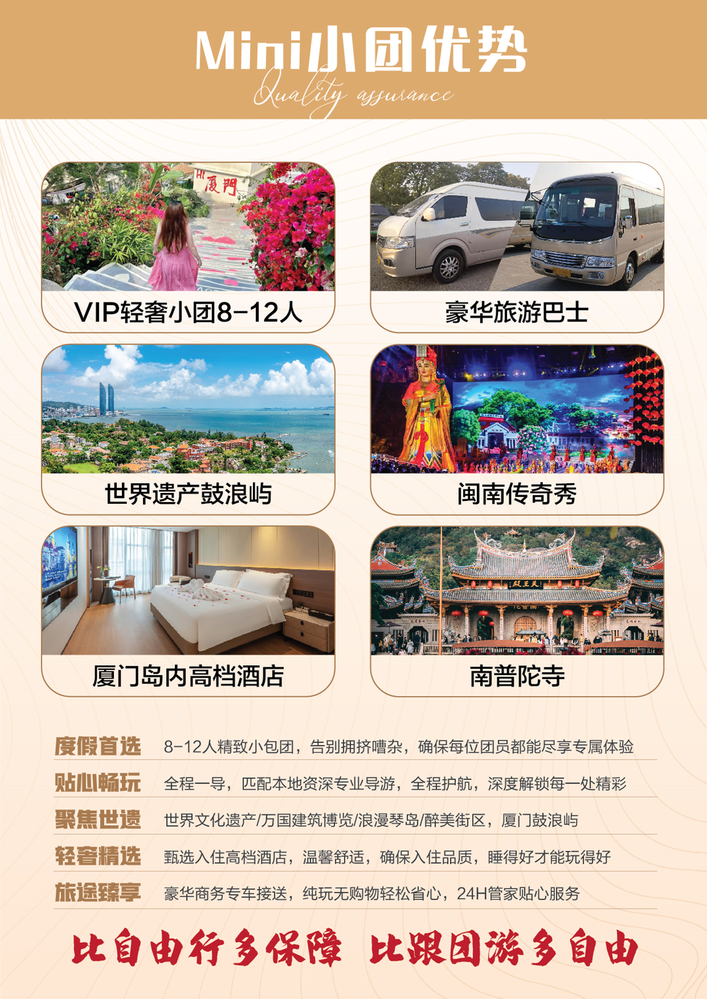 Mini小团优势
Quality assurance
HI
厦門
VIP轻奢小团8-12人
豪华旅游巴士
世界遗产鼓浪屿
闽南传奇秀
天王殿
厦门岛内高档酒店
南普陀寺
度假首选 8-12人精致小包团，告别拥挤嘈杂，确保每位团员都能尽享专属体验
贴心畅玩 全程一导，匹配本地资深专业导游，全程护航，深度解锁每一处精彩
聚焦世遗 世界文化遗产/万国建筑博览/浪漫琴岛/醉美街区，厦门鼓浪屿
轻奢精选 甄选入住高档酒店，温馨舒适，确保入住品质，睡得好才能玩得好
旅途臻享 豪华商务专车接送，纯玩无购物轻松省心，24H管家贴心服务
比自由行多保障 比跟团游多自由